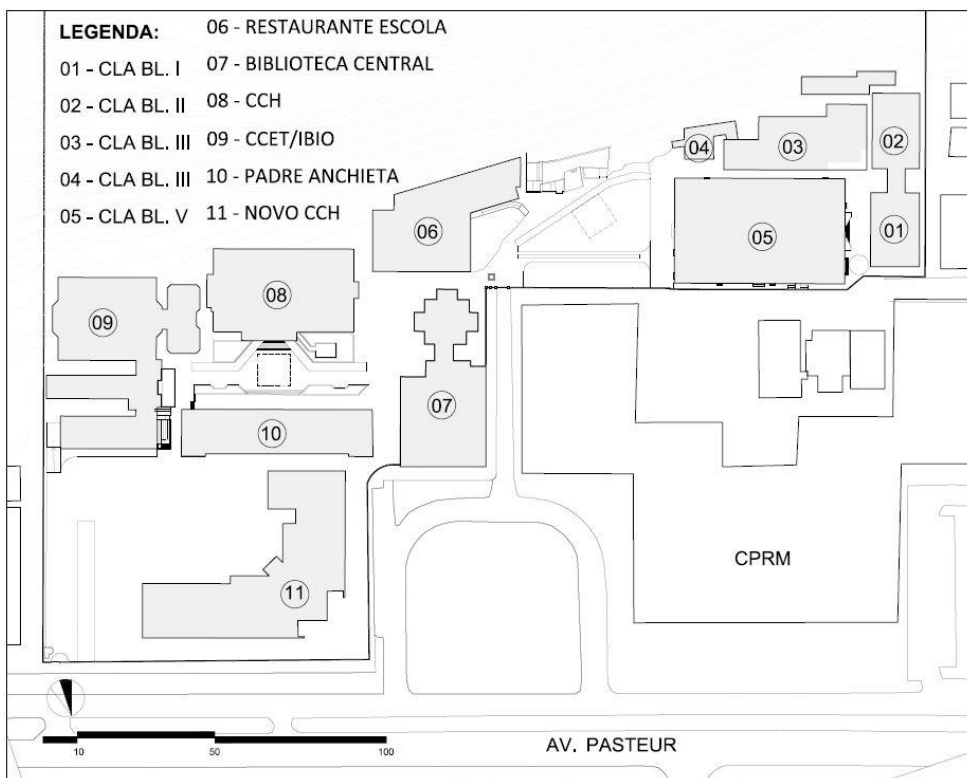 LEGENDA:
01 - CLA BL. I
02 - CLA BL. II
03 - CLA BL. III
04 - CLA BL. III
05 - CLA BL. V
06 - RESTAURANTE ESCOLA
07 - BIBLIOTECA CENTRAL
08 - CCH
09 - CCET/IBIO
10 - PADRE ANCHIETA
11 - NOVO CCH
04
03
02
06
05
01
08
09
07
10
CPRM
11
AV. PASTEUR
10 50 100